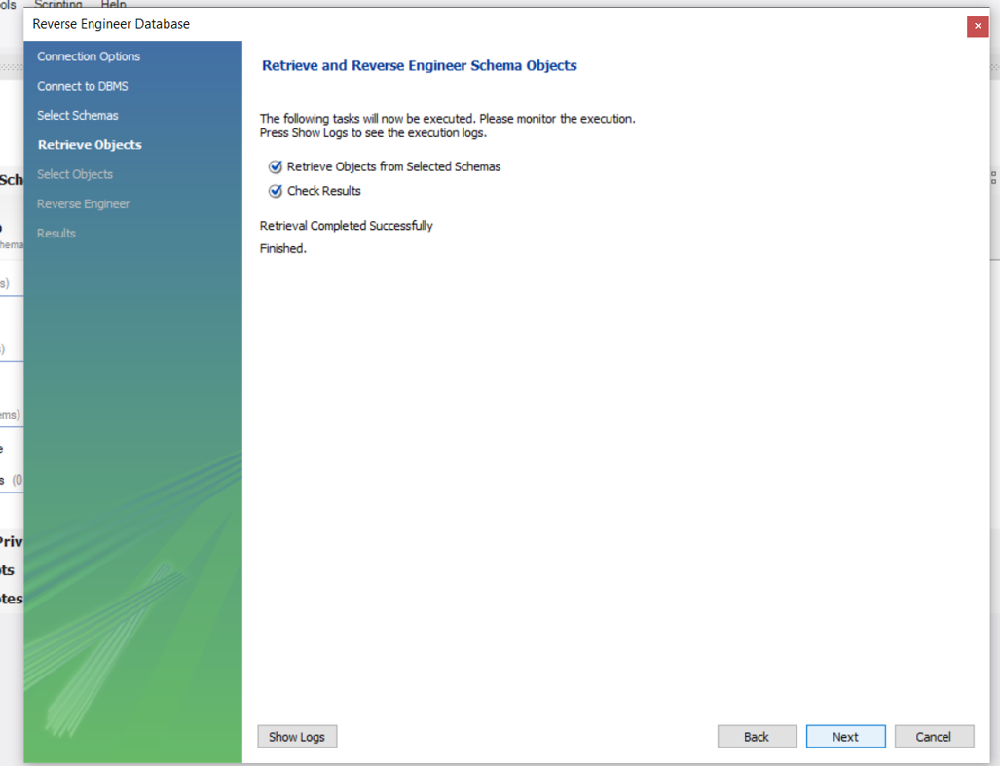 ols Scripting Help
Reverse Engineer Database
Connection Options
Connect to DBMS
Select Schemas
Retrieve Objects
Select Objects
Reverse Engineer
Results
Retrieve and Reverse Engineer Schema Objects
The following tasks will now be executed. Please monitor the execution.
Press Show Logs to see the execution logs.
Retrieve Objects from Selected Schemas
Check Results
Retrieval Completed Successfully
Finished.
Sch
hema
s)
s)
ems)
e
s (0
Priv
pts
otes
Show Logs
Back
Next
Cancel